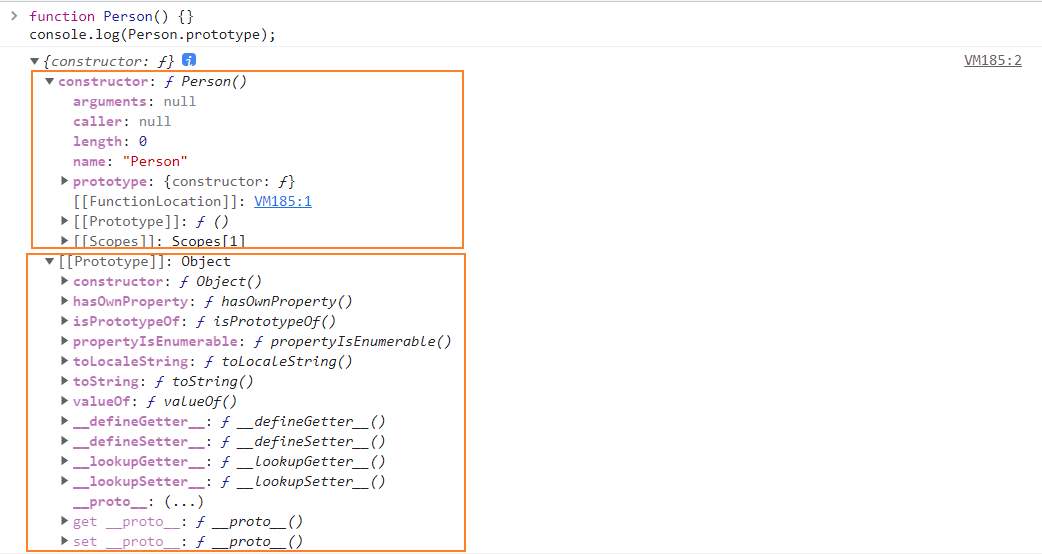 function Person() {}
console.log(Person.prototype);
{constructor: ƒ} i VM185:2
constructor: ƒ Person()
arguments: null
caller: null
length: 0
name: "Person"
prototype: {constructor: ƒ}
[[FunctionLocation]]: VM185:1
[[Prototype]]: ƒ ()
[[Scopes]]: Scopes[1]
[[Prototype]]: Object
constructor: ƒ Object()
hasOwnProperty: ƒ hasOwnProperty()
isPrototypeOf: ƒ isPrototypeOf()
propertyIsEnumerable: ƒ propertyIsEnumerable()
toLocaleString: ƒ toLocaleString()
toString: ƒ toString()
valueOf: ƒ valueOf()
__defineGetter__: ƒ __defineGetter__()
__defineSetter__: ƒ __defineSetter__()
__lookupGetter__: ƒ __lookupGetter__()
__lookupSetter__: ƒ __lookupSetter__()
__proto__: (...)
get __proto__: ƒ __proto__()
set __proto__: ƒ __proto__()